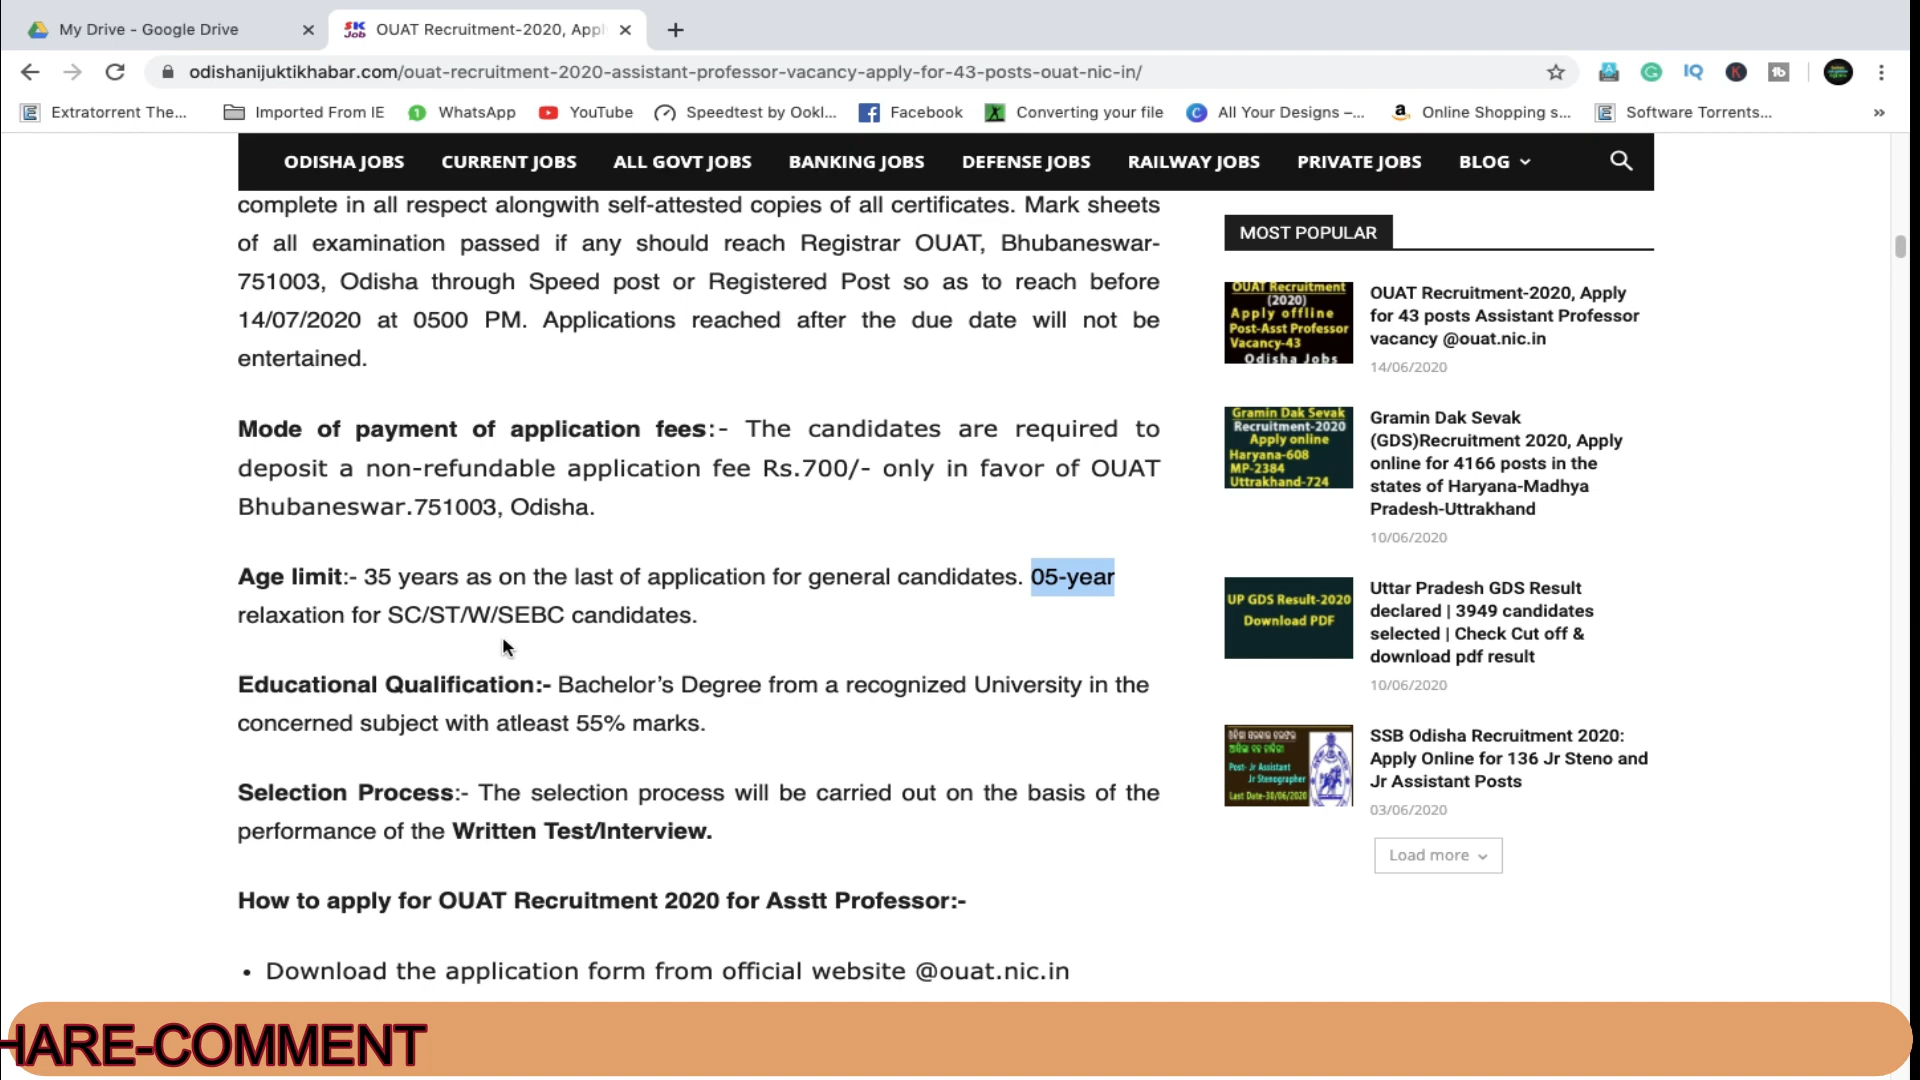 My Drive - Google Drive
SK Job
OUAT Recruitment-2020, Appl
odishanijuktikhabar.com/ouat-recruitment-2020-assistant-professor-vacancy-apply-for-43-posts-ouat-nic-in/
Extratorrent The...
Imported From IE
WhatsApp
YouTube
Speedtest by Ookl...
Facebook
Converting your file
All Your Designs –...
Online Shopping s...
Software Torrents...
ODISHA JOBS
CURRENT JOBS
ALL GOVT JOBS
BANKING JOBS
DEFENSE JOBS
RAILWAY JOBS
PRIVATE JOBS
BLOG
complete in all respect alongwith self-attested copies of all certificates. Mark sheets
of all examination passed if any should reach Registrar OUAT, Bhubaneswar-
751003, Odisha through Speed post or Registered Post so as to reach before
14/07/2020 at 0500 PM. Applications reached after the due date will not be
entertained.
Mode of payment of application fees:- The candidates are required to
deposit a non-refundable application fee Rs.700/- only in favor of OUAT
Bhubaneswar.751003, Odisha.
Age limit:- 35 years as on the last of application for general candidates. 05-year
relaxation for SC/ST/W/SEBC candidates.
Educational Qualification:- Bachelor’s Degree from a recognized University in the
concerned subject with atleast 55% marks.
Selection Process:- The selection process will be carried out on the basis of the
performance of the Written Test/Interview.
How to apply for OUAT Recruitment 2020 for Asstt Professor:-
• Download the application form from official website @ouat.nic.in
MOST POPULAR
OUAT Recruitment
(2020)
Apply offline
Post-Asst Professor
Vacancy-43
Odisha Jobs
OUAT Recruitment-2020, Apply
for 43 posts Assistant Professor
vacancy @ouat.nic.in
14/06/2020
Gramin Dak Sevak
Recruitment-2020
Apply online
Haryana-608
MP-2384
Uttrakhand-724
Gramin Dak Sevak
(GDS)Recruitment 2020, Apply
online for 4166 posts in the
states of Haryana-Madhya
Pradesh-Uttrakhand
10/06/2020
UP GDS Result-2020
Download PDF
Uttar Pradesh GDS Result
declared | 3949 candidates
selected | Check Cut off &
download pdf result
10/06/2020
Post- Jr Assistant
Jr Stenographer
Last Date-30/06/2020
SSB Odisha Recruitment 2020:
Apply Online for 136 Jr Steno and
Jr Assistant Posts
03/06/2020
Load more
HARE-COMMENT